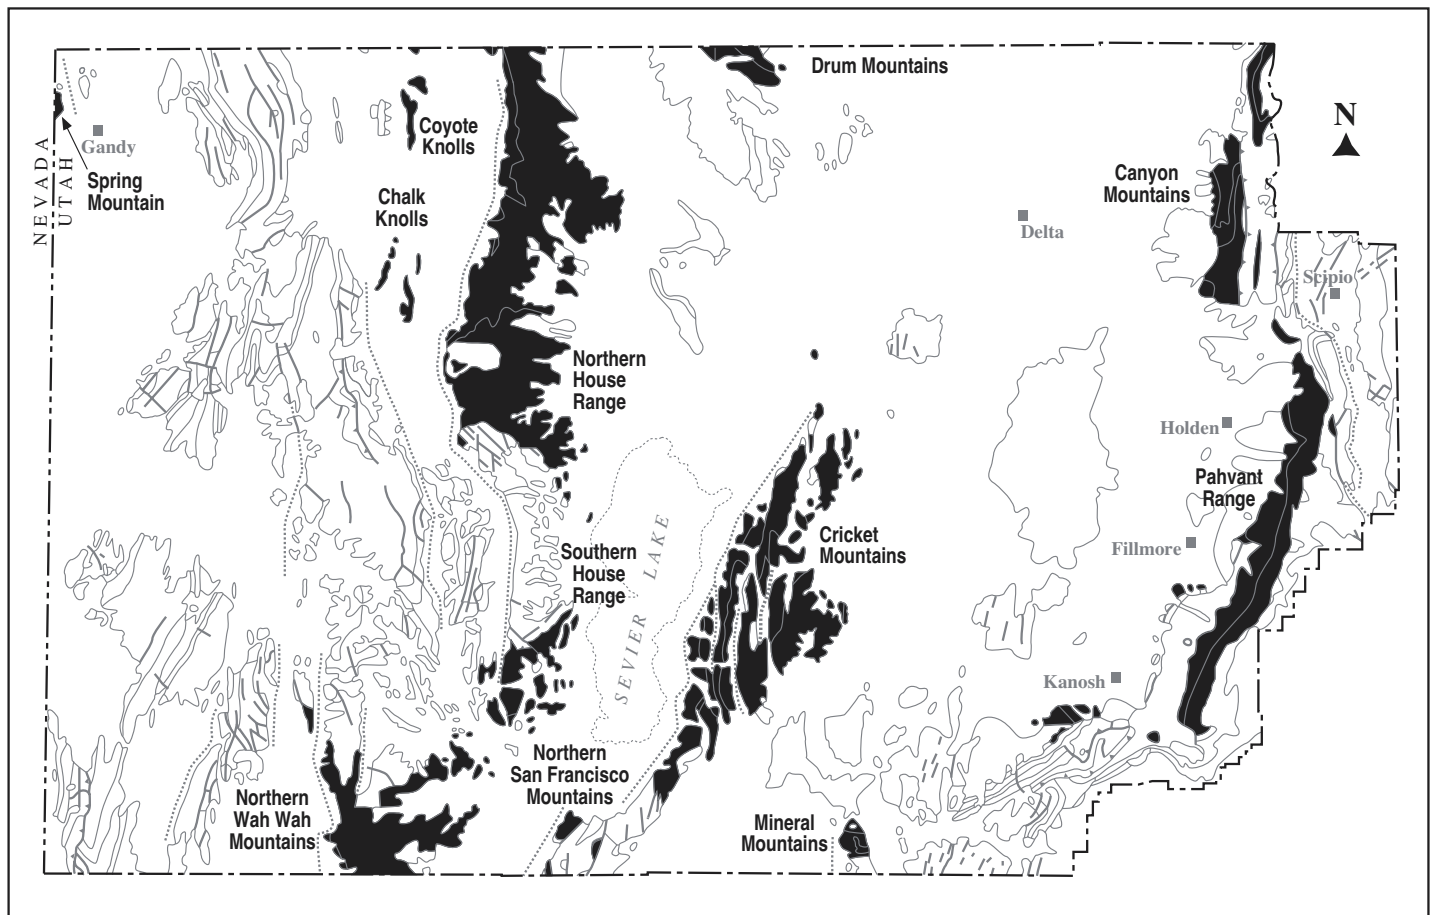 Drum Mountains
N
Coyote
Knolls
Gandy
NEVADA
UTAH
Spring
Mountain
Chalk
Knolls
Canyon
Mountains
Delta
Scipio
Northern
House
Range
Holden
Pahvant
Range
Cricket
Mountains
Fillmore
Southern
House
Range
SEVIER LAKE
Kanosh
Northern
San Francisco
Mountains
Northern
Wah Wah
Mountains
Mineral
Mountains